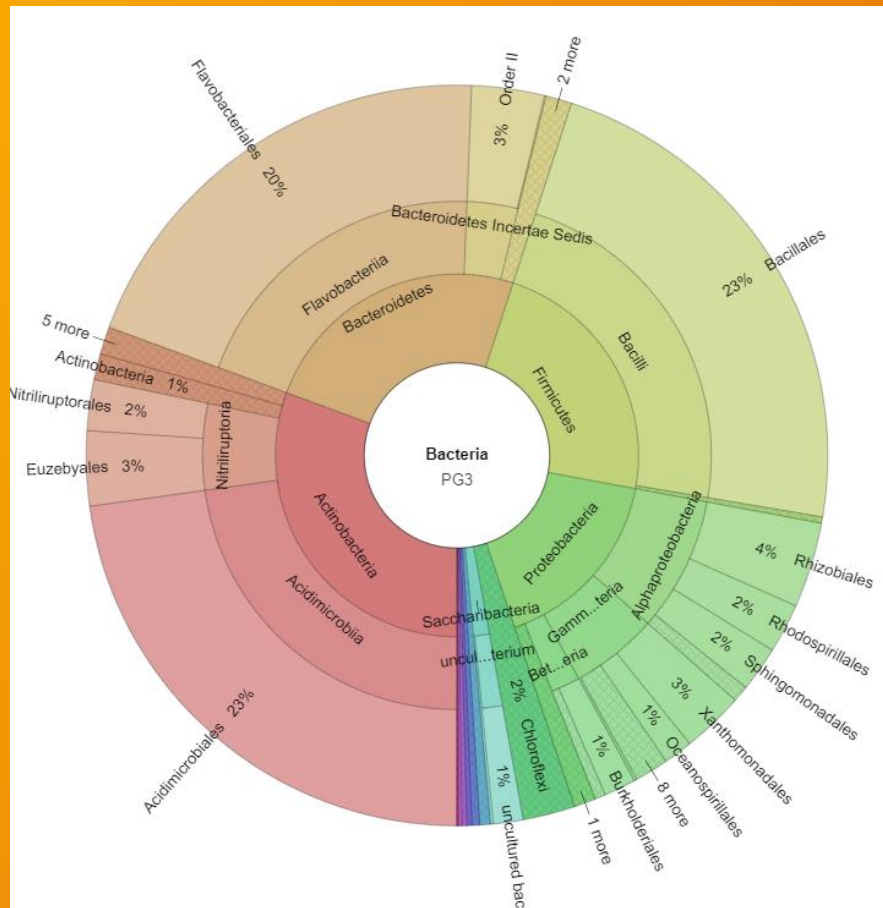 Bacteria
PG3
Bacteroidetes
Flavobacteriia
Flavobacteriales 20%
Bacteroidetes Incertae Sedis
3% Order II
2 more
Firmicutes
Bacilli
23% Bacillales
Proteobacteria
Alphaproteobacteria
4% Rhizobiales
2% Rhodospirillales
2% Sphingomonadales
Gamm...teria
3% Xanthomonadales
1% Oceanospirillales
8 more
Bet...eria
1% Burkholderiales
1 more
2% Chloroflexi
Saccharibacteria
uncul...terium
1% uncultured bac
Actinobacteria
Acidimicrobiia
Acidimicrobiales 23%
Nitriliruptoria
Euzebyales 3%
Nitriliruptorales 2%
Actinobacteria 1%
5 more